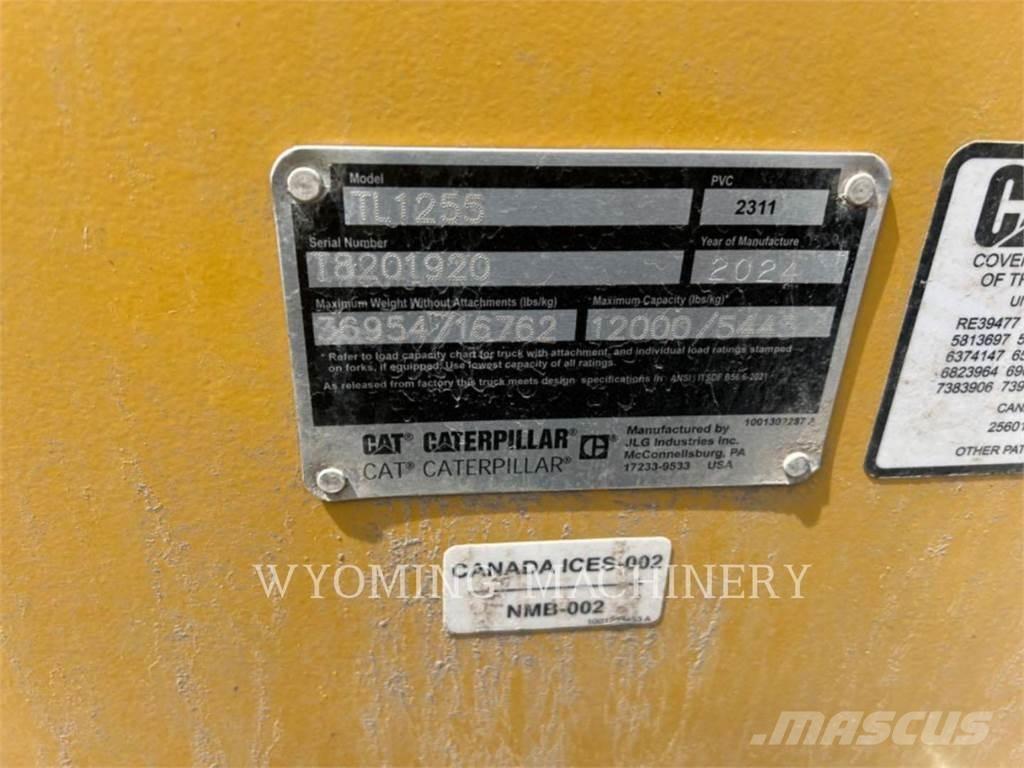 Model
PVC
TL1255
2311
Serial Number
Year of Manufacture
T8201920
2024
Maximum Weight Without Attachments (lbs/kg)
*Maximum Capacity (lbs/kg)*
36954/16762
12000/5443
* Refer to load capacity chart for truck with attachment, and individual load ratings stamped
on forks, if equipped. Use lowest capacity of all ratings.
As released from factory this truck meets design specifications in ANSI / ITSDF B56.6-2021
1001307287 A
CAT® CATERPILLAR®
CAT® CATERPILLAR®
Manufactured by
JLG Industries Inc.
McConnellsburg, PA
17233-9533 USA
COVE
OF TH
RE39477
5813697
6374147
6823964
7383906
CAN
2560
OTHER PAT
CANADA ICES-002
NMB-002
WYOMING MACHINERY
MASCUS